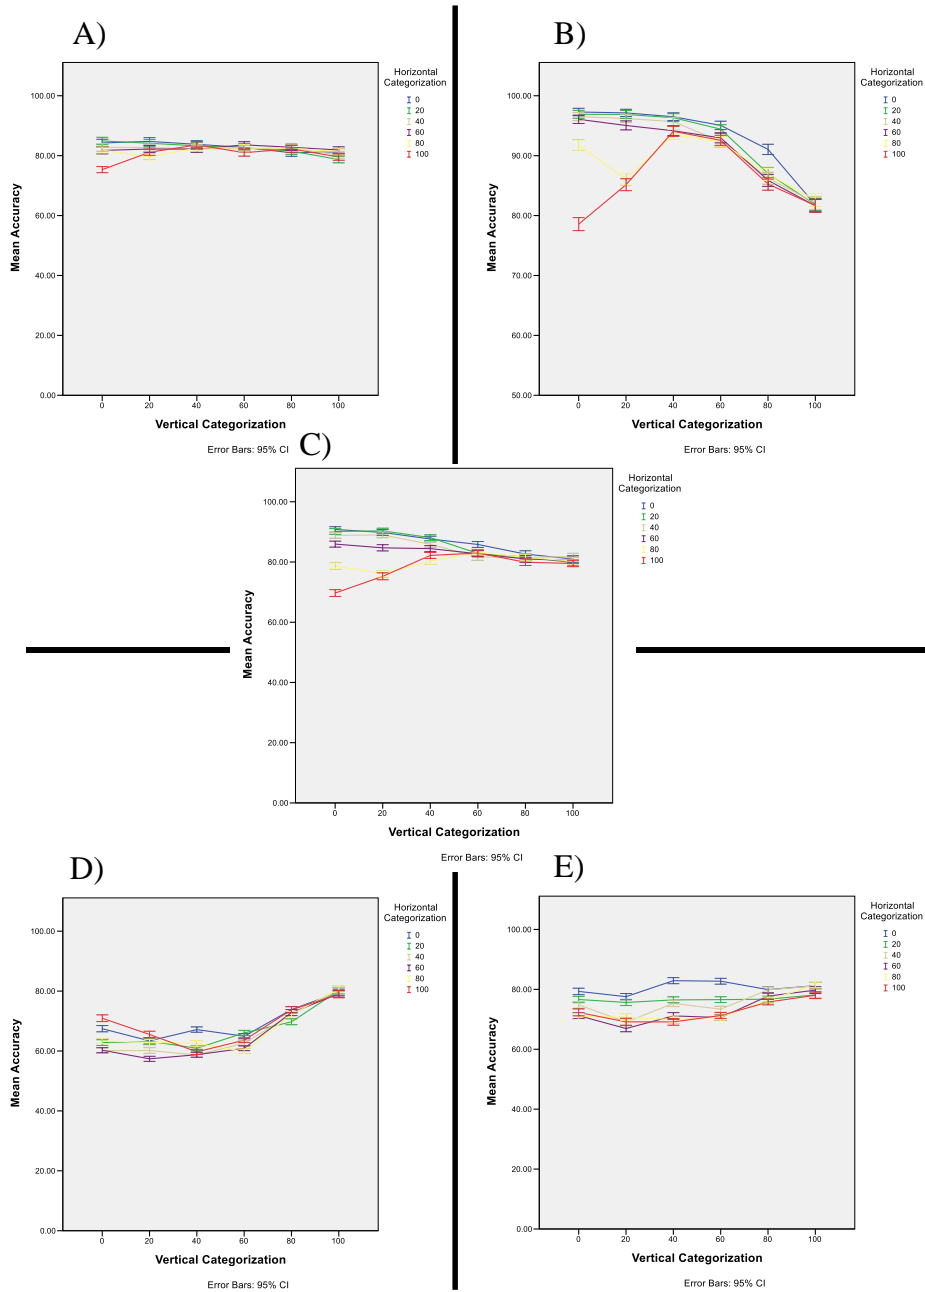 A)
Horizontal
Categorization
0
20
40
60
80
100
Mean Accuracy
100.00
80.00
60.00
40.00
20.00
0.00
0 20 40 60 80 100
Vertical Categorization
Error Bars: 95% CI
B)
Horizontal
Categorization
0
20
40
60
80
100
Mean Accuracy
100.00
90.00
80.00
70.00
60.00
50.00
0 20 40 60 80 100
Vertical Categorization
Error Bars: 95% CI
C)
Horizontal
Categorization
0
20
40
60
80
100
Mean Accuracy
100.00
80.00
60.00
40.00
20.00
0.00
0 20 40 60 80 100
Vertical Categorization
Error Bars: 95% CI
D)
Horizontal
Categorization
0
20
40
60
80
100
Mean Accuracy
100.00
80.00
60.00
40.00
20.00
0.00
0 20 40 60 80 100
Vertical Categorization
Error Bars: 95% CI
E)
Horizontal
Categorization
0
20
40
60
80
100
Mean Accuracy
100.00
80.00
60.00
40.00
20.00
0.00
0 20 40 60 80 100
Vertical Categorization
Error Bars: 95% CI